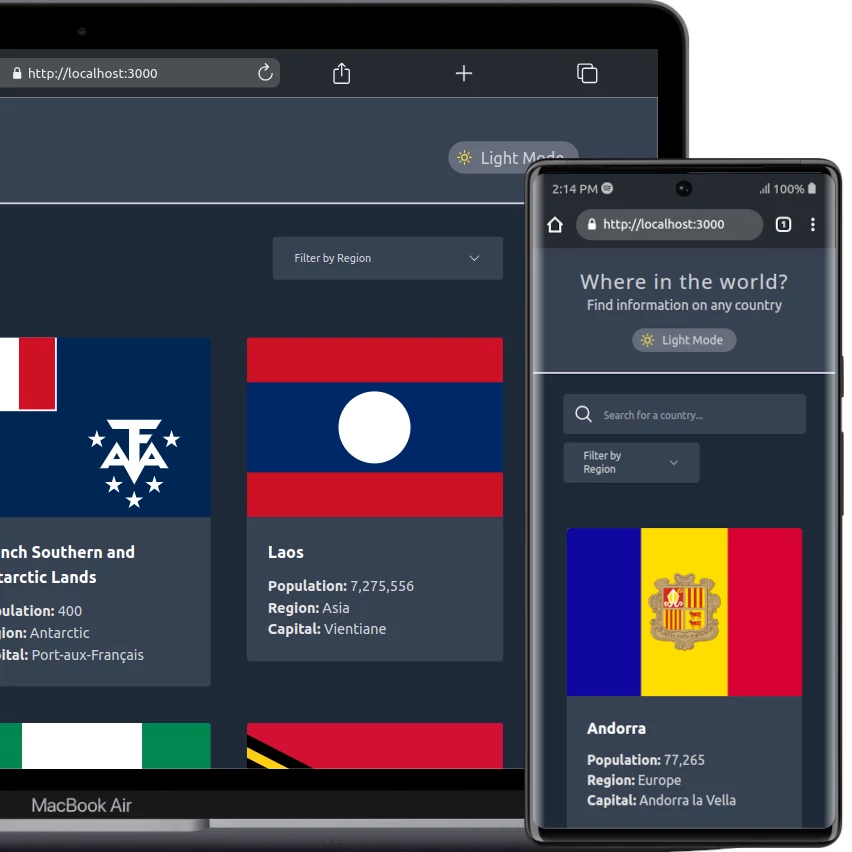 http://localhost:3000
Light Mode
Filter by Region
TAAF
nch Southern and
tarctic Lands
ulation: 400
ion: Antarctic
ital: Port-aux-Français
Laos
Population: 7,275,556
Region: Asia
Capital: Vientiane
MacBook Air
2:14 PM
100%
http://localhost:3000
1
Where in the world?
Find information on any country
Light Mode
Search for a country...
Filter by
Region
Andorra
Population: 77,265
Region: Europe
Capital: Andorra la Vella